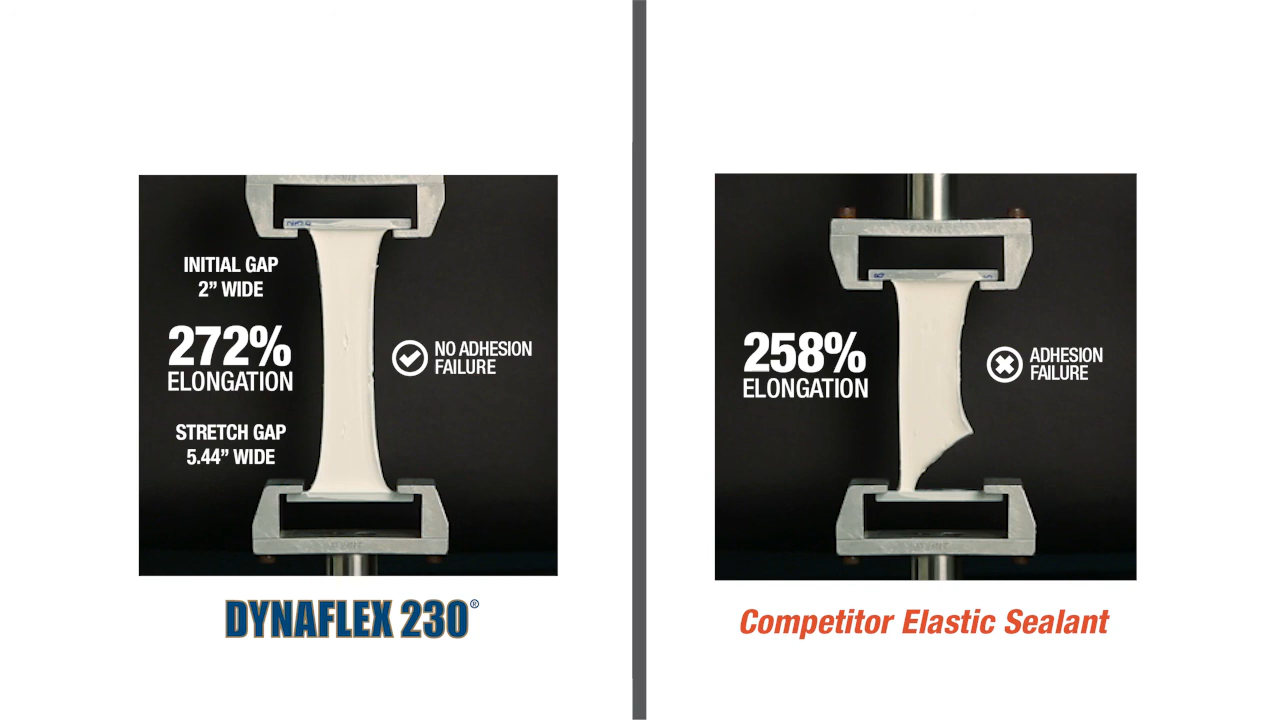 INITIAL GAP
2” WIDE
272%
ELONGATION
STRETCH GAP
5.44” WIDE
NO ADHESION
FAILURE
DYNAFLEX 230®
258%
ELONGATION
ADHESION
FAILURE
Competitor Elastic Sealant